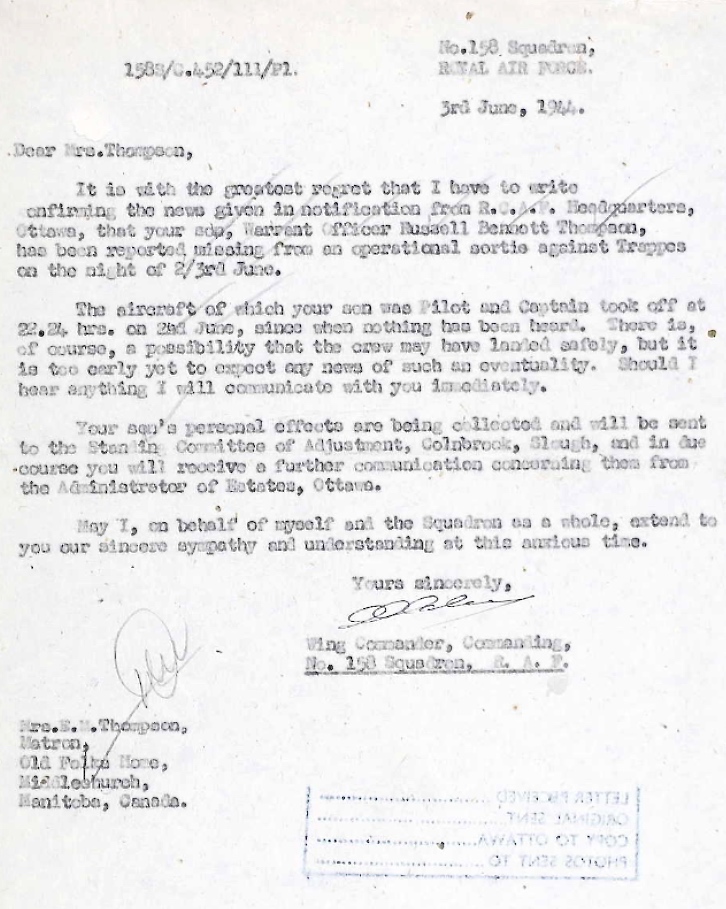 No.158 Squadron,
158S/C.452/111/P1.
ROYAL AIR FORCE.
3rd June, 1944.
Dear Mrs.Thompson,
It is with the greatest regret that I have to write
onfirming the news given in notification from R.C.A.F. Headquarters,
Ottawa, that your son, Warrant Officer Russell Bennett Thompson,
has been reported missing from an operational sortie against Trappes
on the night of 2/3rd June.
The aircraft of which your son was Pilot and Captain took off at
22.24 hrs. on 2nd June, since when nothing has been heard. There is,
of course, a possibility that the crew may have landed safely, but it
is too early yet to expect any news of such an eventuality. Should I
hear anything I will communicate with you immediately.
Your son's personal effects are being collected and will be sent
to the Standin Committee of Adjustment, Colnbrook, Slough, and in due
course you will receive a further communication concerning them from
the Administrator of Estates, Ottawa.
May I, on behalf of myself and the Squadron as a whole, extend to
you our sincere sympathy and understanding at this anxious time.
Yours sincerely,
Wing Commander, Commanding,
No. 158 Squadron, R. A. F.
Mrs.E.M.Thompson,
Matron,
Old Folks Home,
Middlechurch,
Manitoba, Canada.
LETTER RECEIVED
ORIGINAL SENT
COPY TO OTTAWA
PHOTOS SENT TO